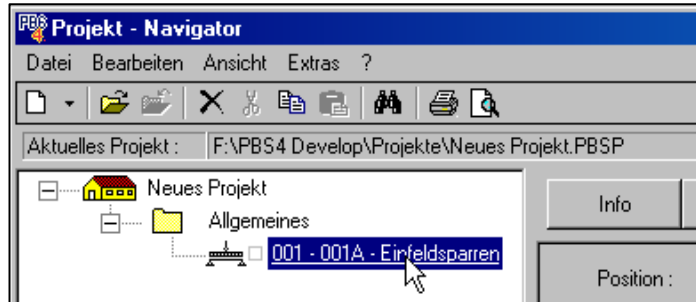 PBS 4 Projekt - Navigator
Datei Bearbeiten Ansicht Extras ?
Aktuelles Projekt : F:\PBS4 Develop\Projekte\Neues Projekt.PBSP
Neues Projekt
Info
Allgemeines
001 - 001A - Einfeldsparren
Position :